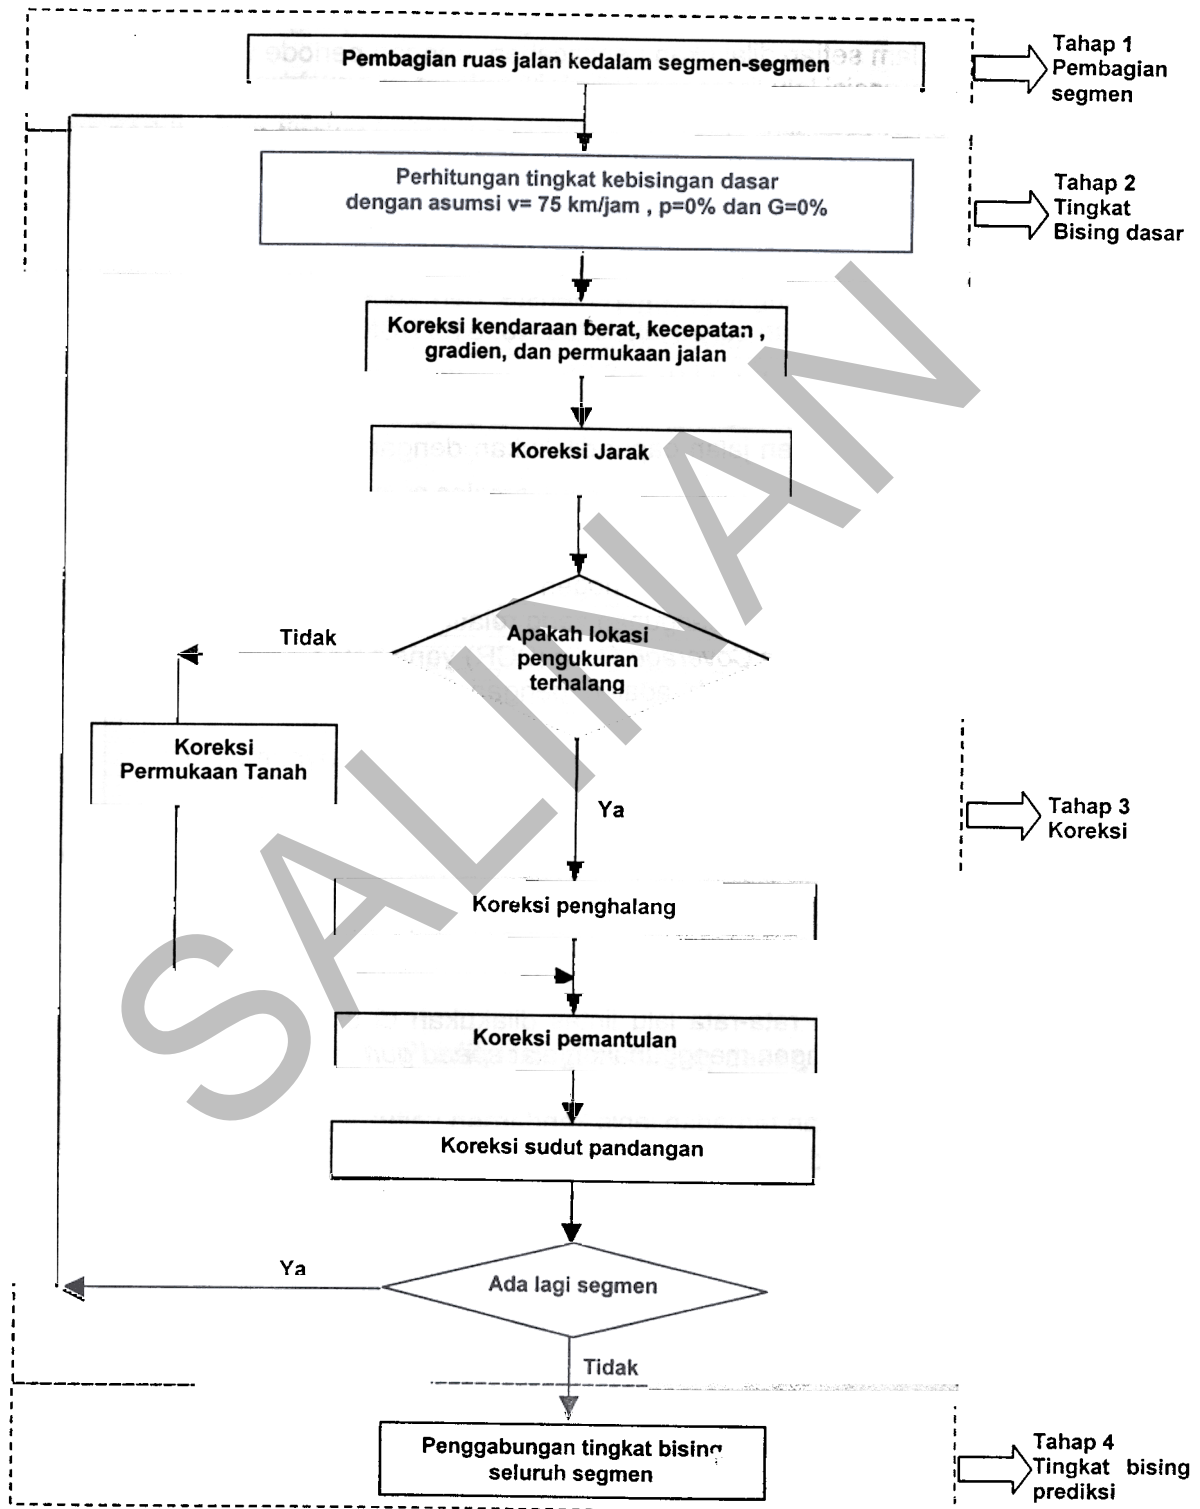 Pembagian ruas jalan kedalam segmen-segmen
Tahap 1
Pembagian
segmen
Perhitungan tingkat kebisingan dasar
dengan asumsi v= 75 km/jam , p=0% dan G=0%
Tahap 2
Tingkat
Bising dasar
Koreksi kendaraan berat, kecepatan ,
gradien, dan permukaan jalan
Koreksi Jarak
Apakah lokasi
pengukuran
terhalang
Tidak
Koreksi
Permukaan Tanah
Ya
Tahap 3
Koreksi
Koreksi penghalang
Koreksi pemantulan
Koreksi sudut pandangan
Ada lagi segmen
Ya
Tidak
Penggabungan tingkat bising
seluruh segmen
Tahap 4
Tingkat bising
prediksi
SALINAN